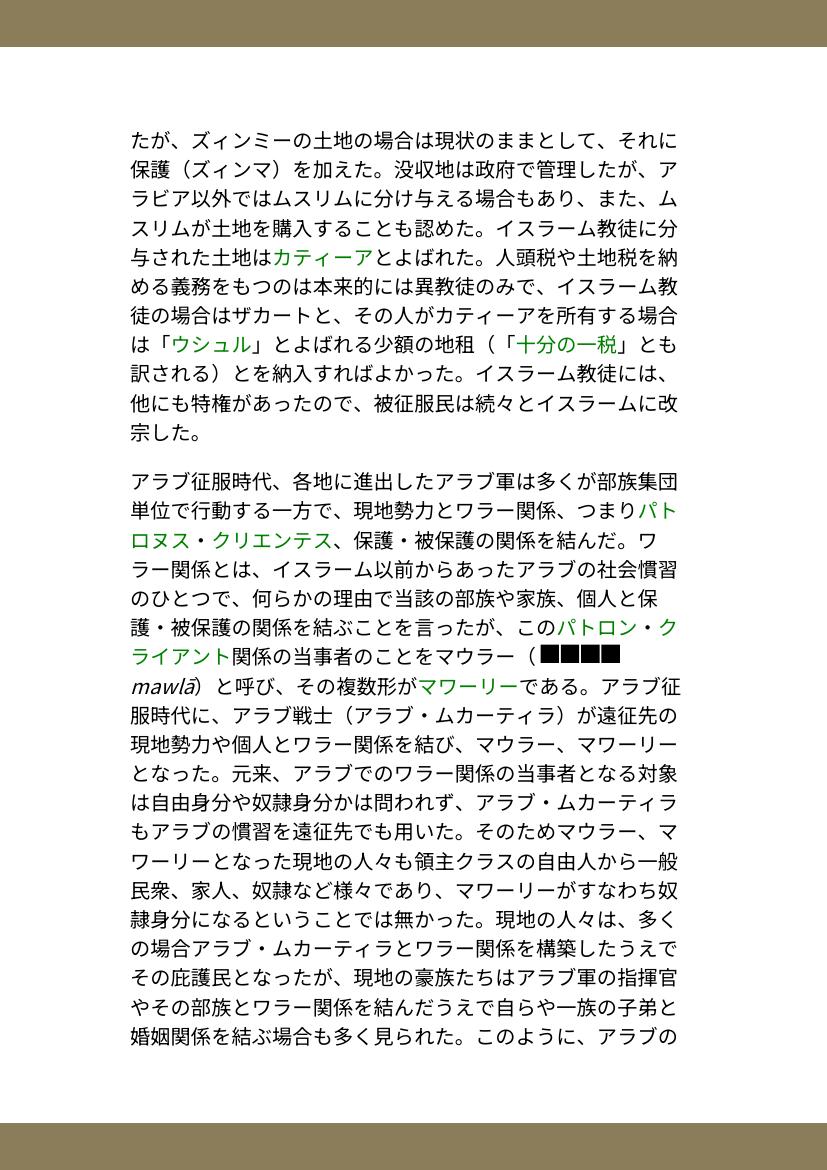 たが、ズィンミーの土地の場合は現状のままとして、それに
保護（ズィンマ）を加えた。没収地は政府で管理したが、ア
ラビア以外ではムスリムに分け与える場合もあり、また、ム
スリムが土地を購入することも認めた。イスラーム教徒に分
与された土地はカティーアとよばれた。人頭税や土地税を納
める義務をもつのは本来的には異教徒のみで、イスラーム教
徒の場合はザカートと、その人がカティーアを所有する場合
は「ウシュル」とよばれる少額の地租（「十分の一税」とも
訳される）とを納入すればよかった。イスラーム教徒には、
他にも特権があったので、被征服民は続々とイスラームに改
宗した。
アラブ征服時代、各地に進出したアラブ軍は多くが部族集団
単位で行動する一方で、現地勢力とワラー関係、つまりパト
ロヌス・クリエンテス、保護・被保護の関係を結んだ。ワ
ラー関係とは、イスラーム以前からあったアラブの社会慣習
のひとつで、何らかの理由で当該の部族や家族、個人と保
護・被保護の関係を結ぶことを言ったが、このパトロン・ク
ライアント関係の当事者のことをマウラー（
mawlā）と呼び、その複数形がマワーリーである。アラブ征
服時代に、アラブ戦士（アラブ・ムカーティラ）が遠征先の
現地勢力や個人とワラー関係を結び、マウラー、マワーリー
となった。元来、アラブでのワラー関係の当事者となる対象
は自由身分や奴隷身分かは問われず、アラブ・ムカーティラ
もアラブの慣習を遠征先でも用いた。そのためマウラー、マ
ワーリーとなった現地の人々も領主クラスの自由人から一般
民衆、家人、奴隷など様々であり、マワーリーがすなわち奴
隷身分になるということでは無かった。現地の人々は、多く
の場合アラブ・ムカーティラとワラー関係を構築したうえで
その庇護民となったが、現地の豪族たちはアラブ軍の指揮官
やその部族とワラー関係を結んだうえで自らや一族の子弟と
婚姻関係を結ぶ場合も多く見られた。このように、アラブの